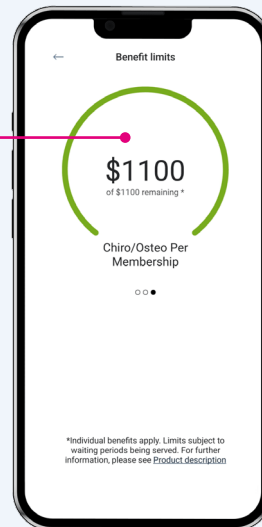 Benefit limits
$1100
of $1100 remaining *
Chiro/Osteo Per
Membership
*Individual benefits apply. Limits subject to
waiting periods being served. For further
information, please see Product description